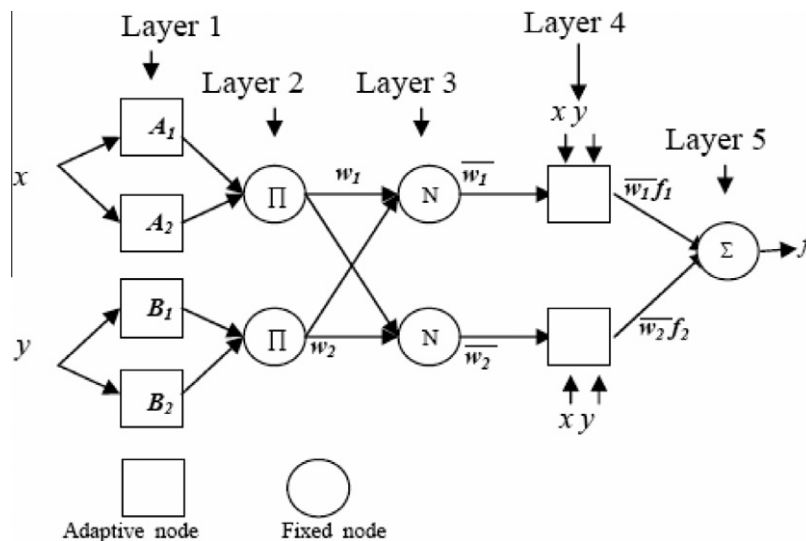 Layer 1
Layer 2
Layer 3
Layer 4
Layer 5
x y
x
A₁
A₂
Π
w₁
N
w̅₁
w̅₁f₁
Σ
f
y
B₁
B₂
Π
w₂
N
w̅₂
w̅₂f₂
x y
Adaptive node
Fixed node